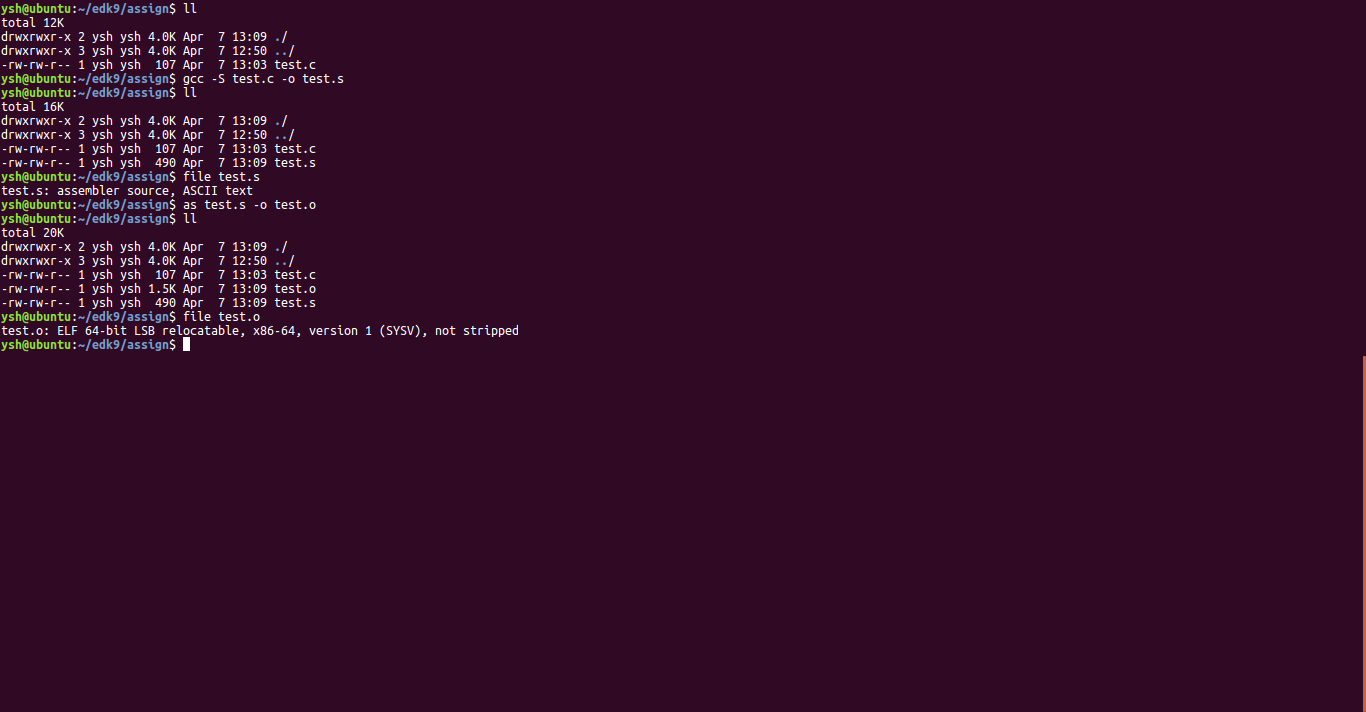 ysh@ubuntu:~/edk9/assign$ ll
total 12K
drwxrwxr-x 2 ysh ysh 4.0K Apr  7 13:09 ./
drwxrwxr-x 3 ysh ysh 4.0K Apr  7 12:50 ../
-rw-rw-r-- 1 ysh ysh  107 Apr  7 13:03 test.c
ysh@ubuntu:~/edk9/assign$ gcc -S test.c -o test.s
ysh@ubuntu:~/edk9/assign$ ll
total 16K
drwxrwxr-x 2 ysh ysh 4.0K Apr  7 13:09 ./
drwxrwxr-x 3 ysh ysh 4.0K Apr  7 12:50 ../
-rw-rw-r-- 1 ysh ysh  107 Apr  7 13:03 test.c
-rw-rw-r-- 1 ysh ysh  490 Apr  7 13:09 test.s
ysh@ubuntu:~/edk9/assign$ file test.s
test.s: assembler source, ASCII text
ysh@ubuntu:~/edk9/assign$ as test.s -o test.o
ysh@ubuntu:~/edk9/assign$ ll
total 20K
drwxrwxr-x 2 ysh ysh 4.0K Apr  7 13:09 ./
drwxrwxr-x 3 ysh ysh 4.0K Apr  7 12:50 ../
-rw-rw-r-- 1 ysh ysh  107 Apr  7 13:03 test.c
-rw-rw-r-- 1 ysh ysh 1.5K Apr  7 13:09 test.o
-rw-rw-r-- 1 ysh ysh  490 Apr  7 13:09 test.s
ysh@ubuntu:~/edk9/assign$ file test.o
test.o: ELF 64-bit LSB relocatable, x86-64, version 1 (SYSV), not stripped
ysh@ubuntu:~/edk9/assign$